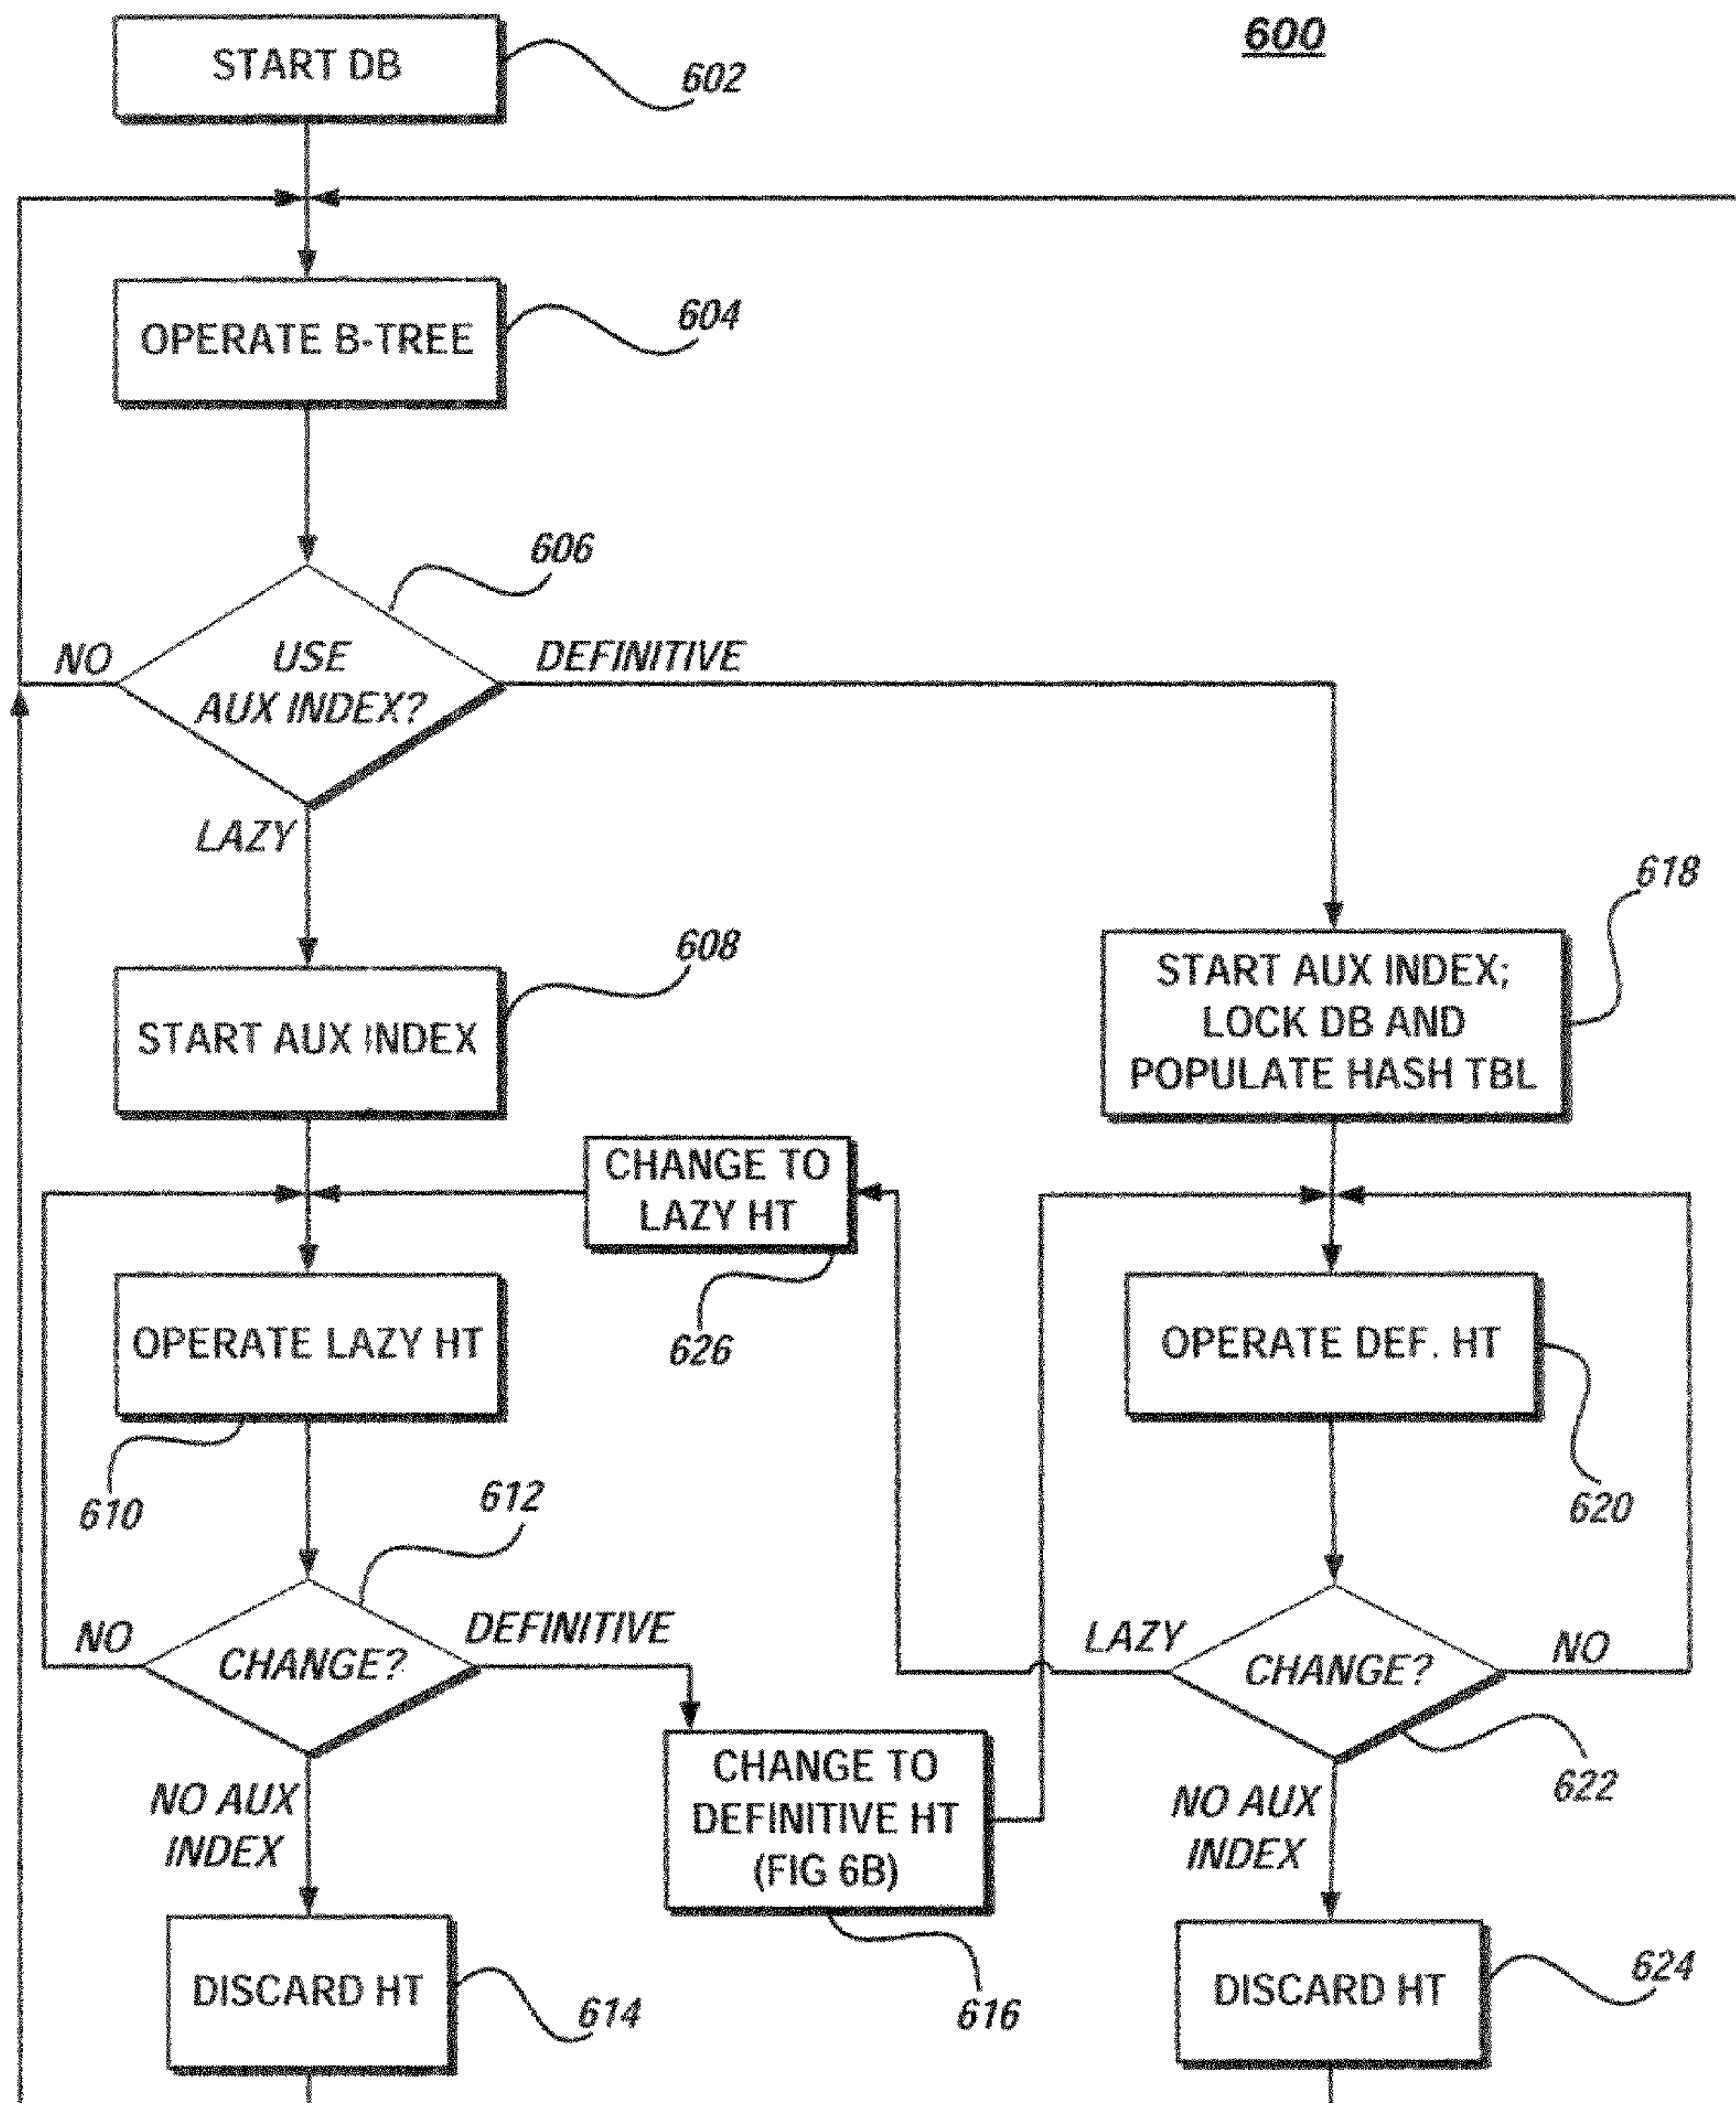 600
START DB
602
OPERATE B-TREE
604
606
NO
USE
AUX INDEX?
DEFINITIVE
LAZY
608
START AUX INDEX
618
START AUX INDEX;
LOCK DB AND
POPULATE HASH TBL
CHANGE TO
LAZY HT
626
OPERATE LAZY HT
610
OPERATE DEF. HT
620
612
NO
CHANGE?
DEFINITIVE
LAZY
CHANGE?
NO
622
NO AUX
INDEX
CHANGE TO
DEFINITIVE HT
(FIG 6B)
616
NO AUX
INDEX
DISCARD HT
614
DISCARD HT
624